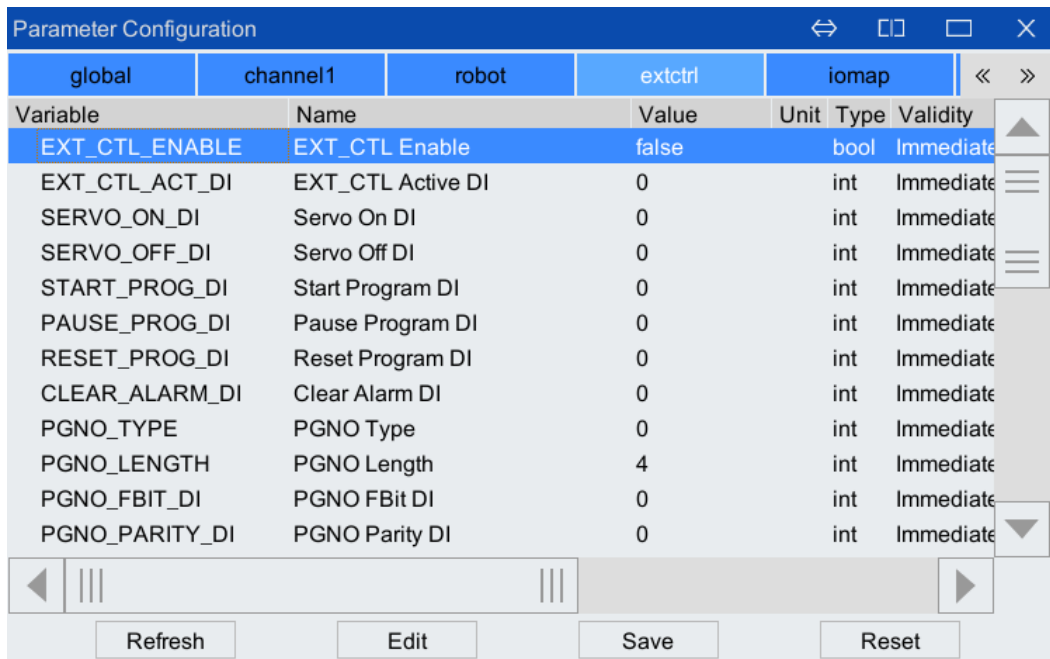 Parameter Configuration
global channel1 robot extctrl iomap
Variable Name Value Unit Type Validity
EXT_CTL_ENABLE EXT_CTL Enable false bool Immediate
EXT_CTL_ACT_DI EXT_CTL Active DI 0 int Immediate
SERVO_ON_DI Servo On DI 0 int Immediate
SERVO_OFF_DI Servo Off DI 0 int Immediate
START_PROG_DI Start Program DI 0 int Immediate
PAUSE_PROG_DI Pause Program DI 0 int Immediate
RESET_PROG_DI Reset Program DI 0 int Immediate
CLEAR_ALARM_DI Clear Alarm DI 0 int Immediate
PGNO_TYPE PGNO Type 0 int Immediate
PGNO_LENGTH PGNO Length 4 int Immediate
PGNO_FBIT_DI PGNO FBit DI 0 int Immediate
PGNO_PARITY_DI PGNO Parity DI 0 int Immediate
Refresh Edit Save Reset